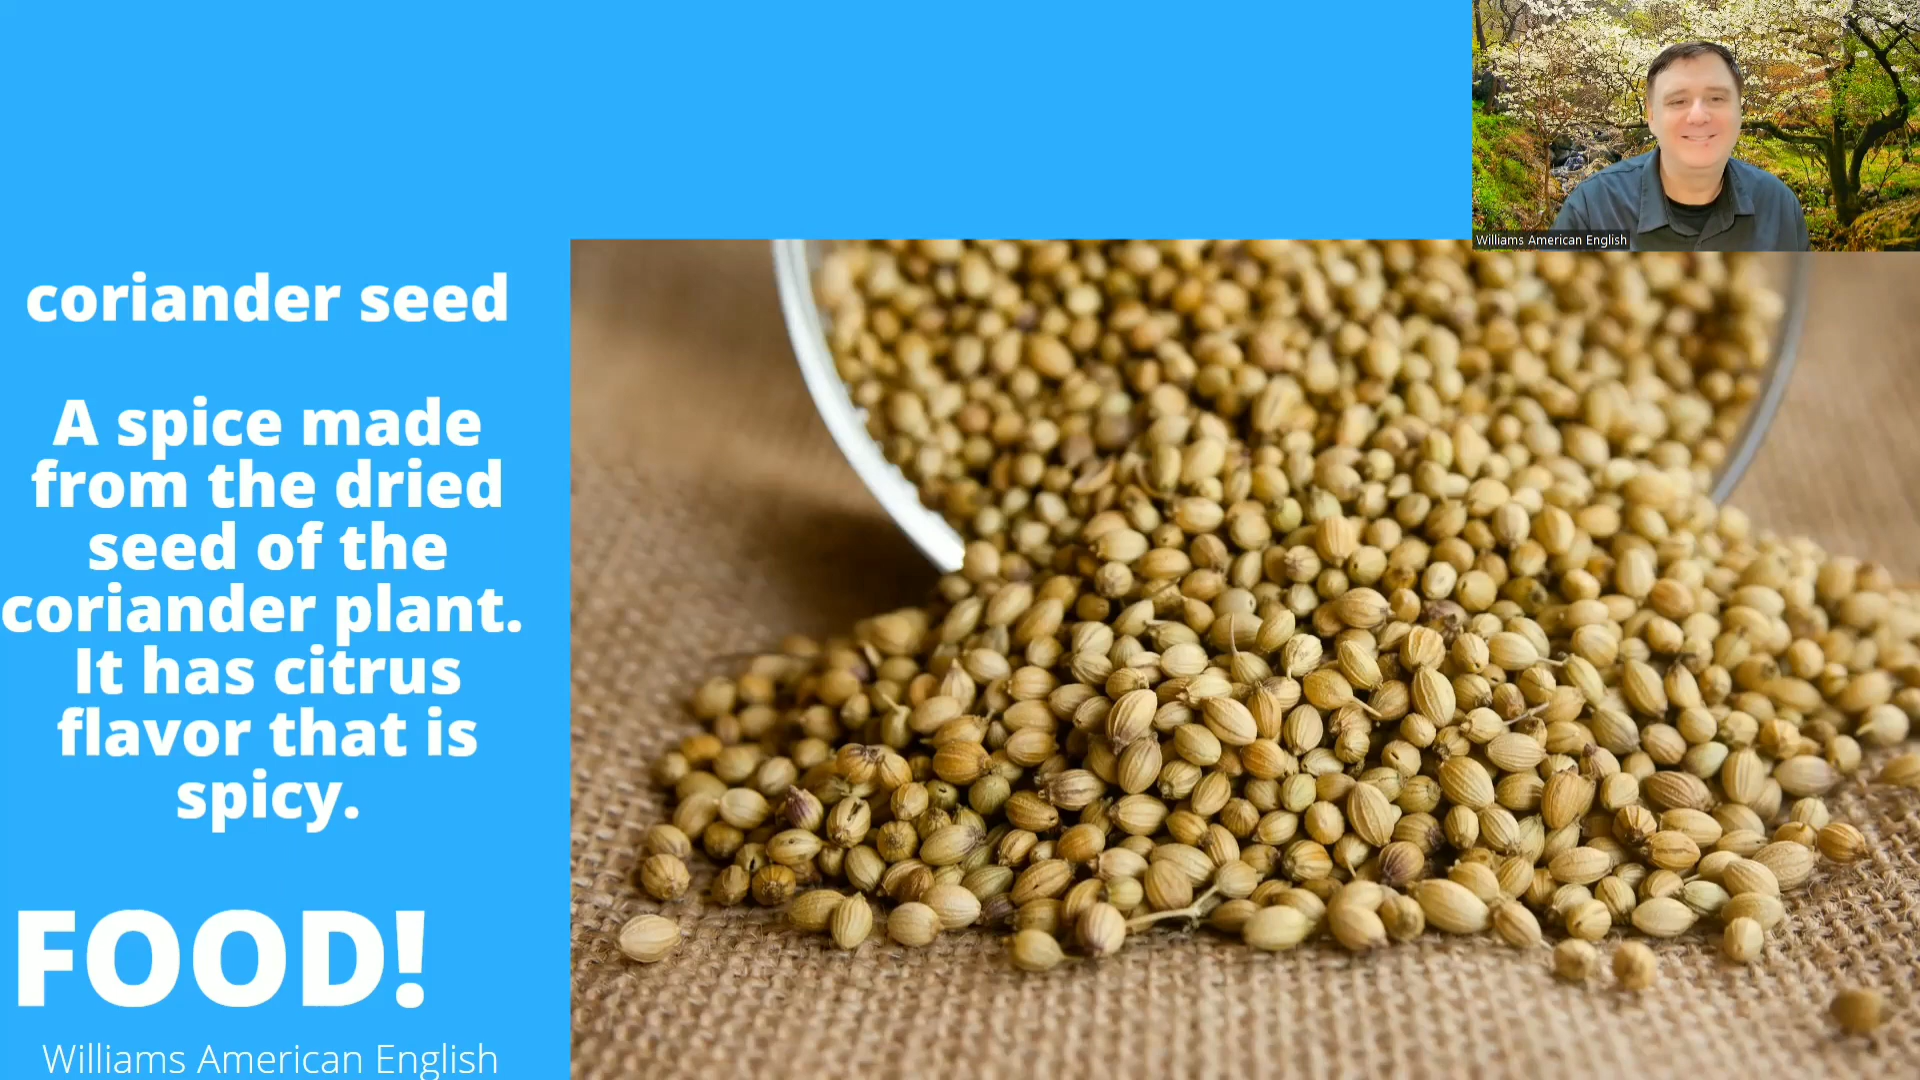 Williams American English
coriander seed
A spice made
from the dried
seed of the
coriander plant.
It has citrus
flavor that is
spicy.
FOOD!
Williams American English